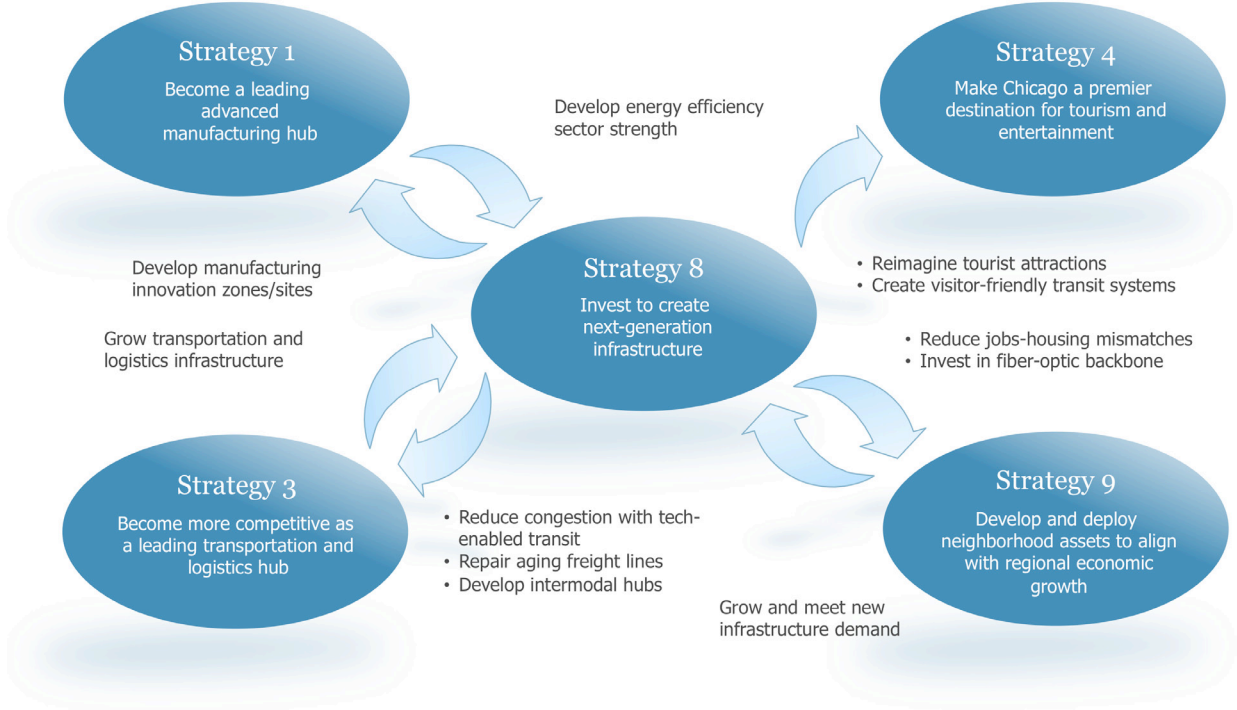 Strategy 1
Become a leading
advanced
manufacturing hub
Develop energy efficiency
sector strength
Strategy 4
Make Chicago a premier
destination for tourism and
entertainment
Develop manufacturing
innovation zones/sites
Strategy 8
Invest to create
next-generation
infrastructure
• Reimagine tourist attractions
• Create visitor-friendly transit systems
Grow transportation and
logistics infrastructure
• Reduce jobs-housing mismatches
• Invest in fiber-optic backbone
Strategy 3
Become more competitive as
a leading transportation and
logistics hub
• Reduce congestion with tech-
enabled transit
• Repair aging freight lines
• Develop intermodal hubs
Strategy 9
Develop and deploy
neighborhood assets to align
with regional economic
growth
Grow and meet new
infrastructure demand